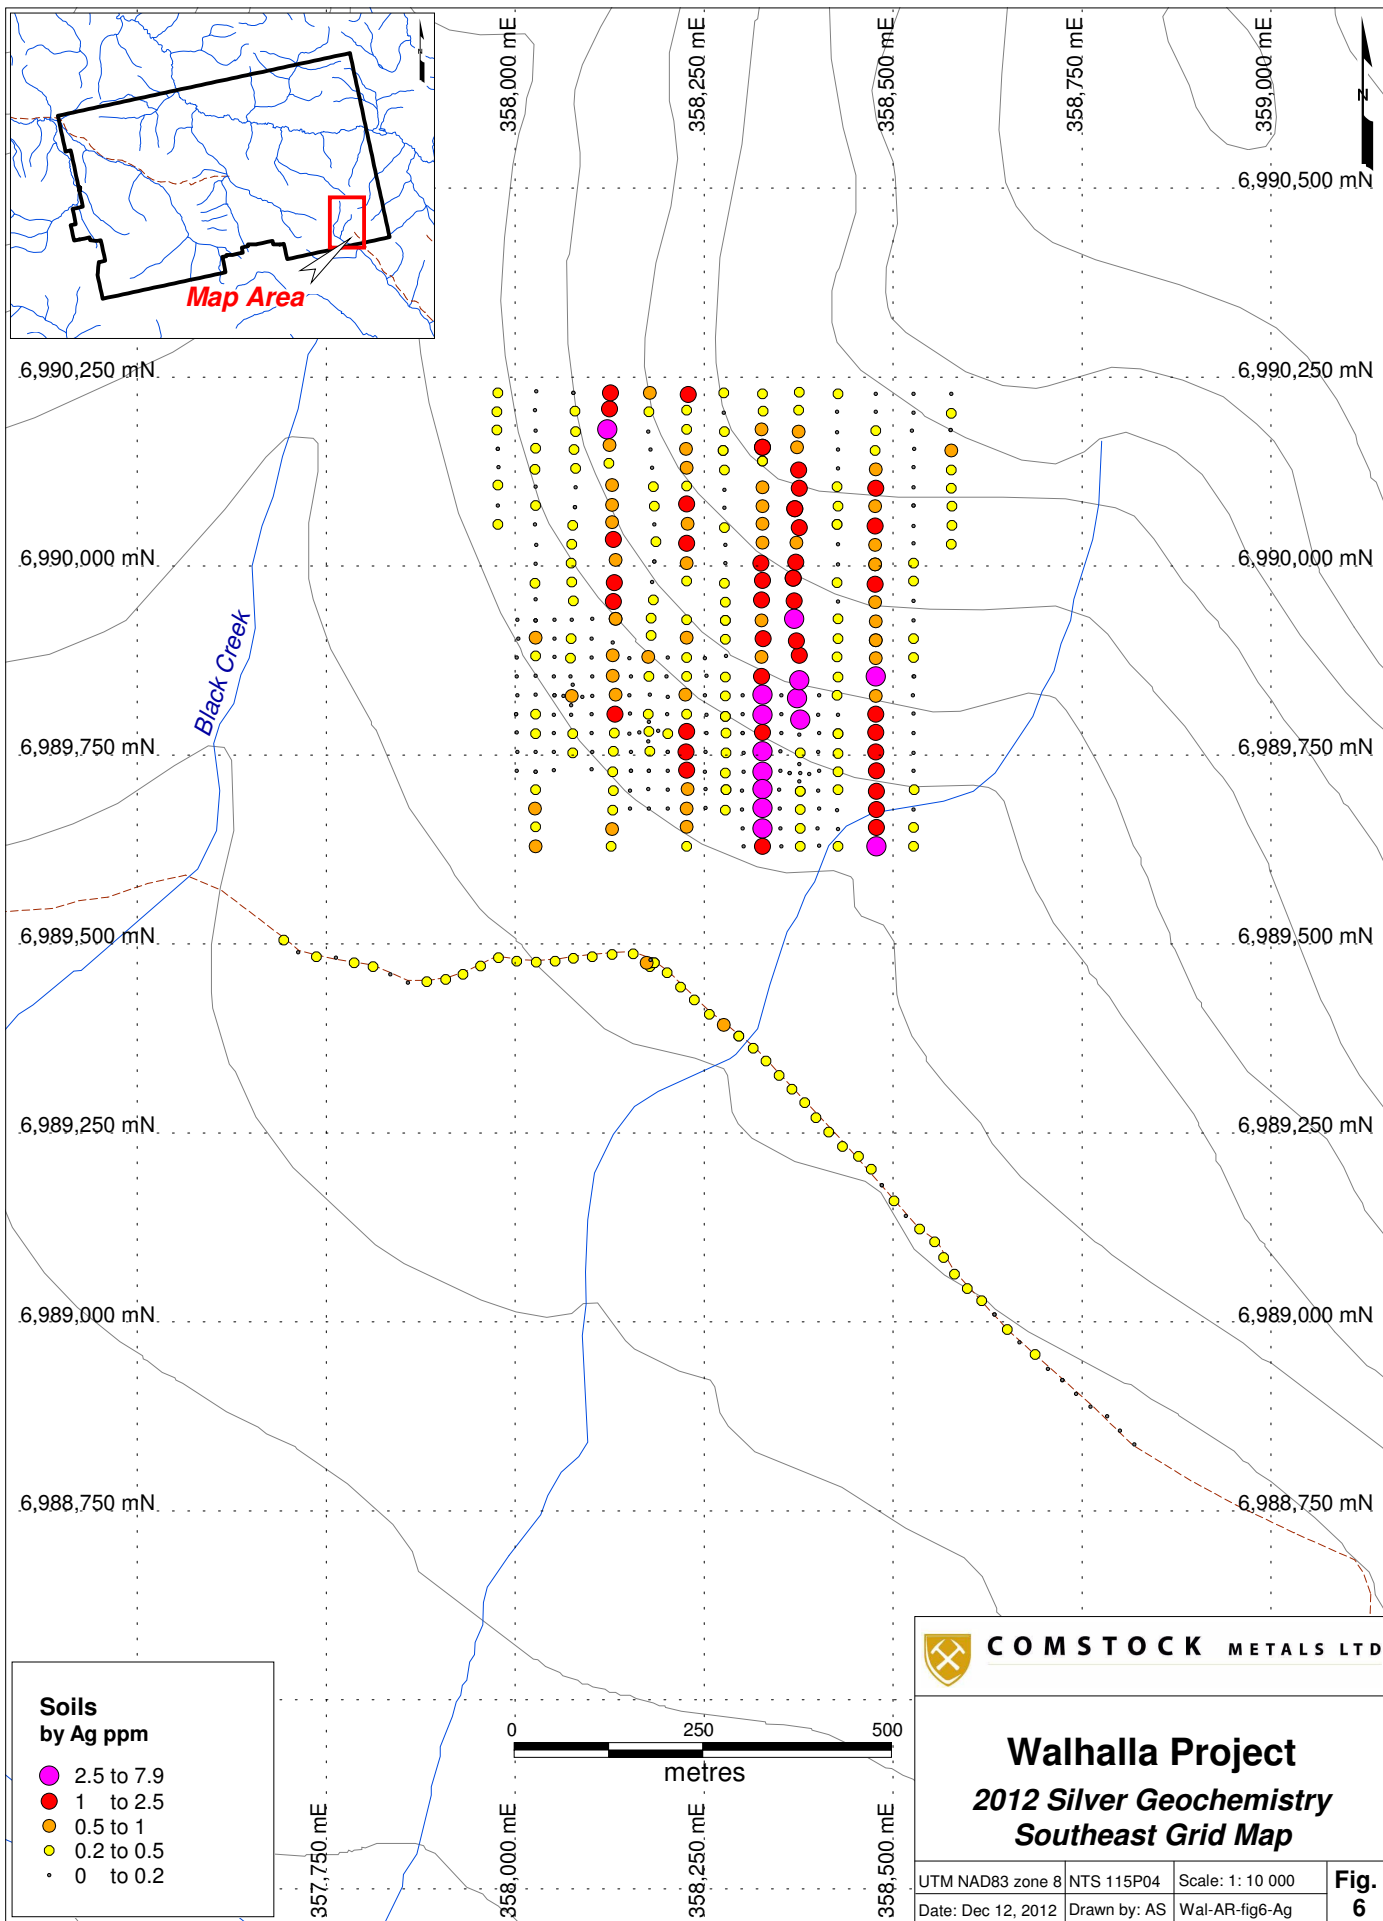 358,000 mE
358,250 mE
358,500 mE
358,750 mE
359,000 mE
N
Map Area
6,990,500 mN
6,990,250 mN
6,990,250 mN
6,990,000 mN
6,990,000 mN
Black Creek
6,989,750 mN
6,989,750 mN
6,989,500 mN
6,989,500 mN
6,989,250 mN
6,989,250 mN
6,989,000 mN
6,989,000 mN
6,988,750 mN
6,988,750 mN
Soils
by Ag ppm
2.5 to 7.9
1 to 2.5
0.5 to 1
0.2 to 0.5
0 to 0.2
0 250 500
metres
357,750 mE
358,000 mE
358,250 mE
358,500 mE
COMSTOCK METALS LTD
Walhalla Project
2012 Silver Geochemistry
Southeast Grid Map
UTM NAD83 zone 8 NTS 115P04 Scale: 1: 10 000
Date: Dec 12, 2012 Drawn by: AS Wal-AR-fig6-Ag
Fig.
6